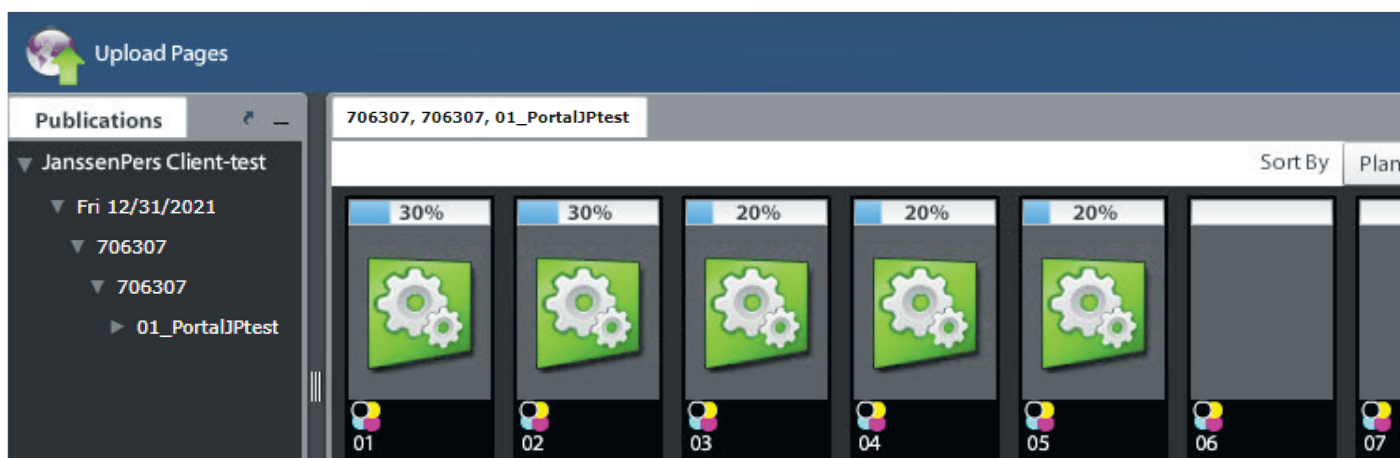 Upload Pages
Publications
706307, 706307, 01_PortalJPtest
JanssenPers Client-test
Sort By Plan
Fri 12/31/2021
706307
706307
01_PortalJPtest
30% 30% 20% 20% 20%
01 02 03 04 05 06 07